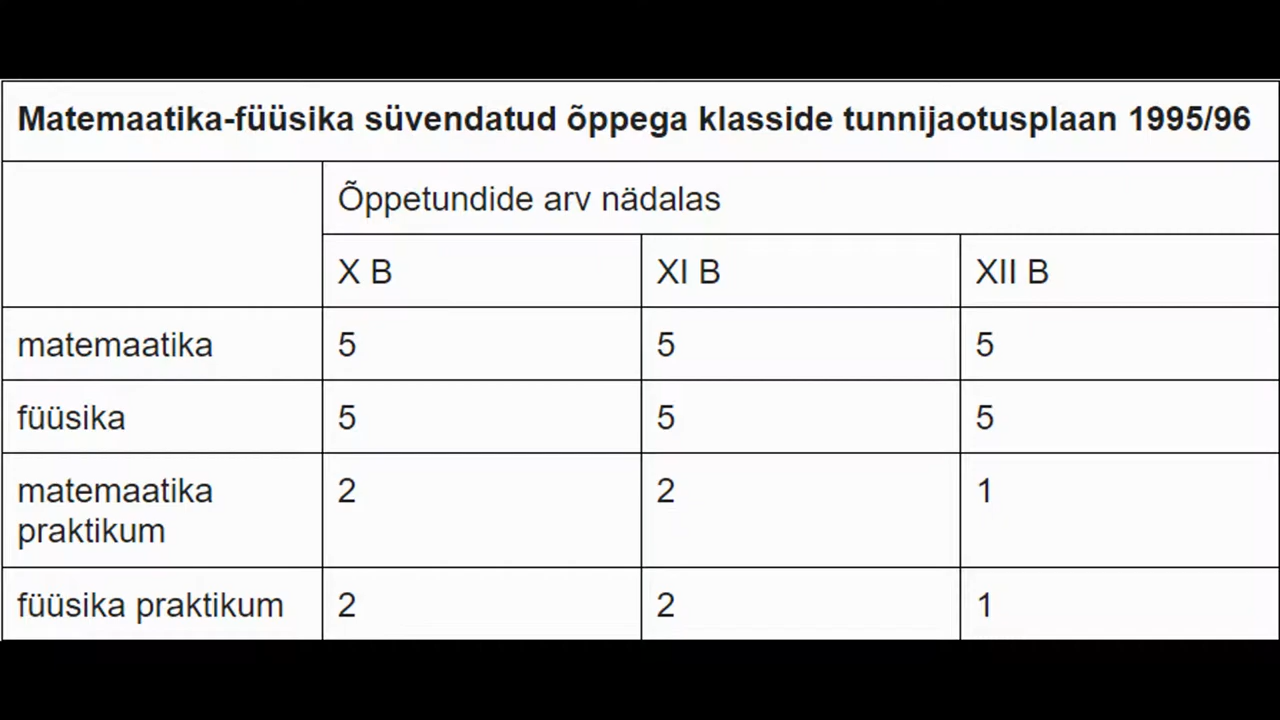 Matemaatika-füüsika süvendatud õppega klasside tunnijaotusplaan 1995/96
Õppetundide arv nädalas
X B XI B XII B
matemaatika 5 5 5
füüsika 5 5 5
matemaatika 2 2 1
praktikum
füüsika praktikum 2 2 1